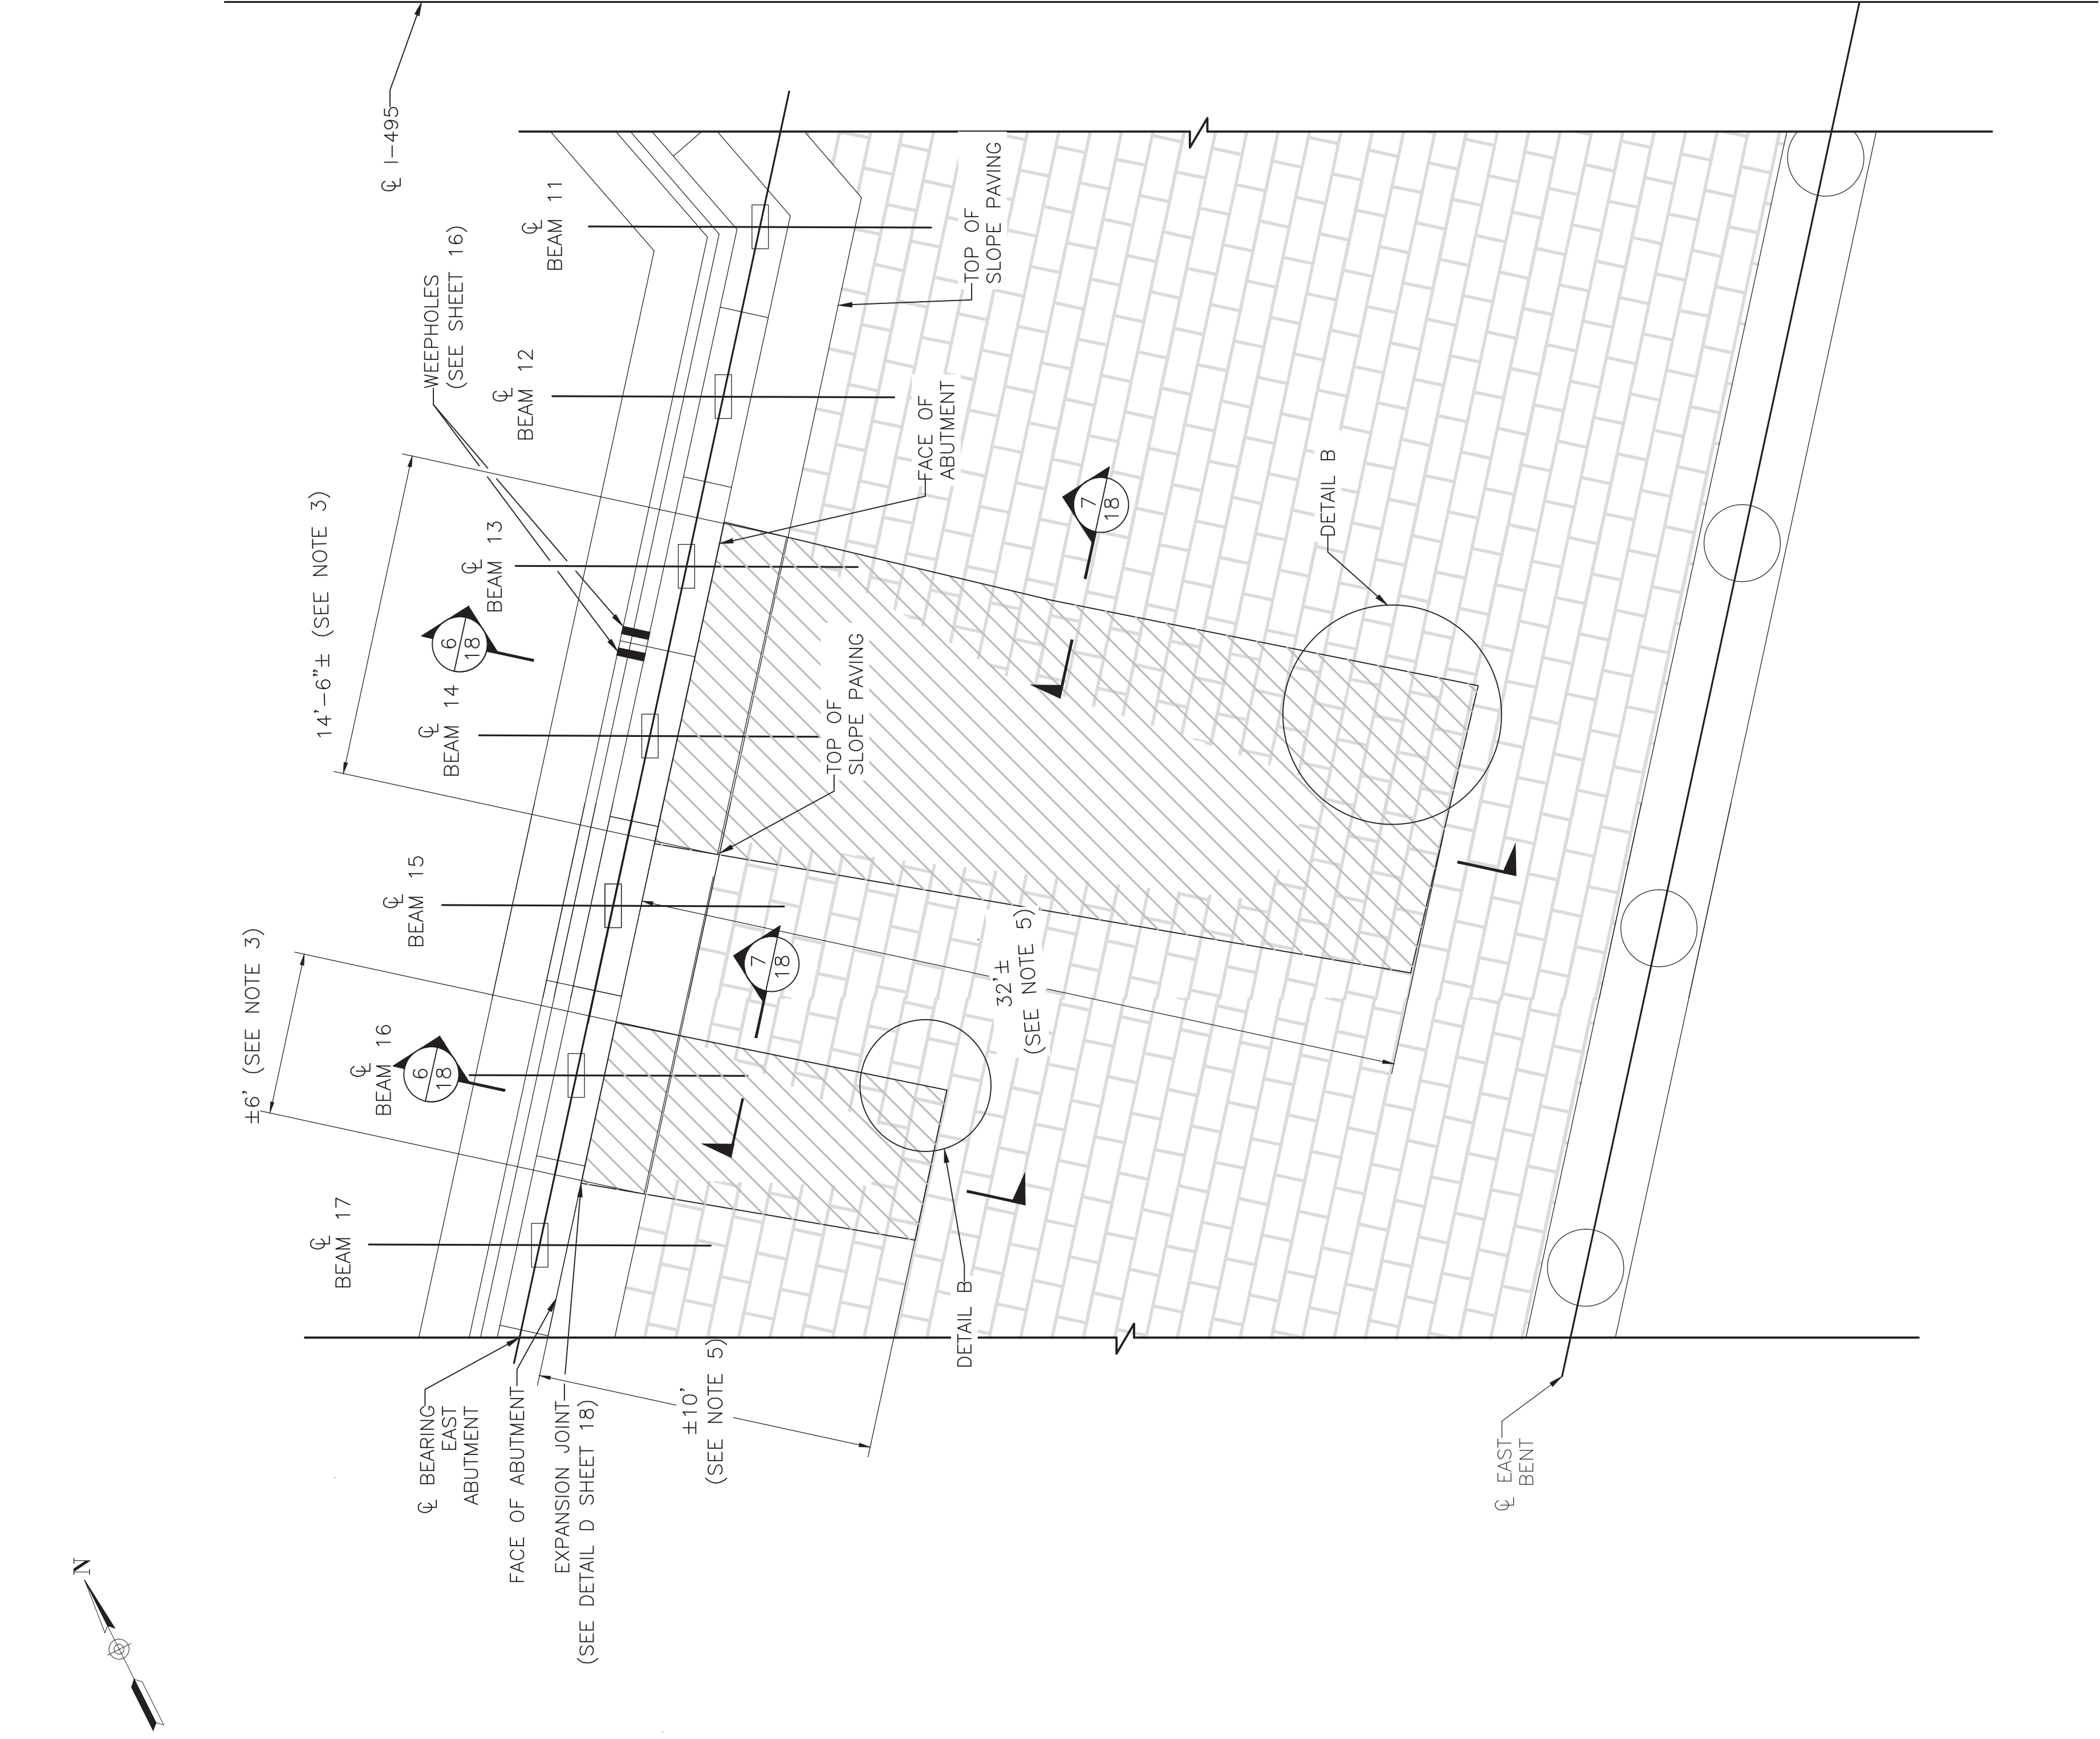 ℄ I-495
℄
BEAM 11
WEEPHOLES
(SEE SHEET 16)
TOP OF
SLOPE PAVING
℄
BEAM 12
FACE OF
ABUTMENT
14'-6"± (SEE NOTE 3)
℄
BEAM 13
DETAIL B
7
18
6
18
℄
BEAM 14
TOP OF
SLOPE PAVING
℄
BEAM 15
±6' (SEE NOTE 3)
32'±
(SEE NOTE 5)
7
18
℄
BEAM 16
6
18
℄
BEAM 17
DETAIL B
±10'
(SEE NOTE 5)
℄ BEARING
EAST
ABUTMENT
FACE OF ABUTMENT
EXPANSION JOINT
(SEE DETAIL D SHEET 18)
℄ EAST
BENT
N